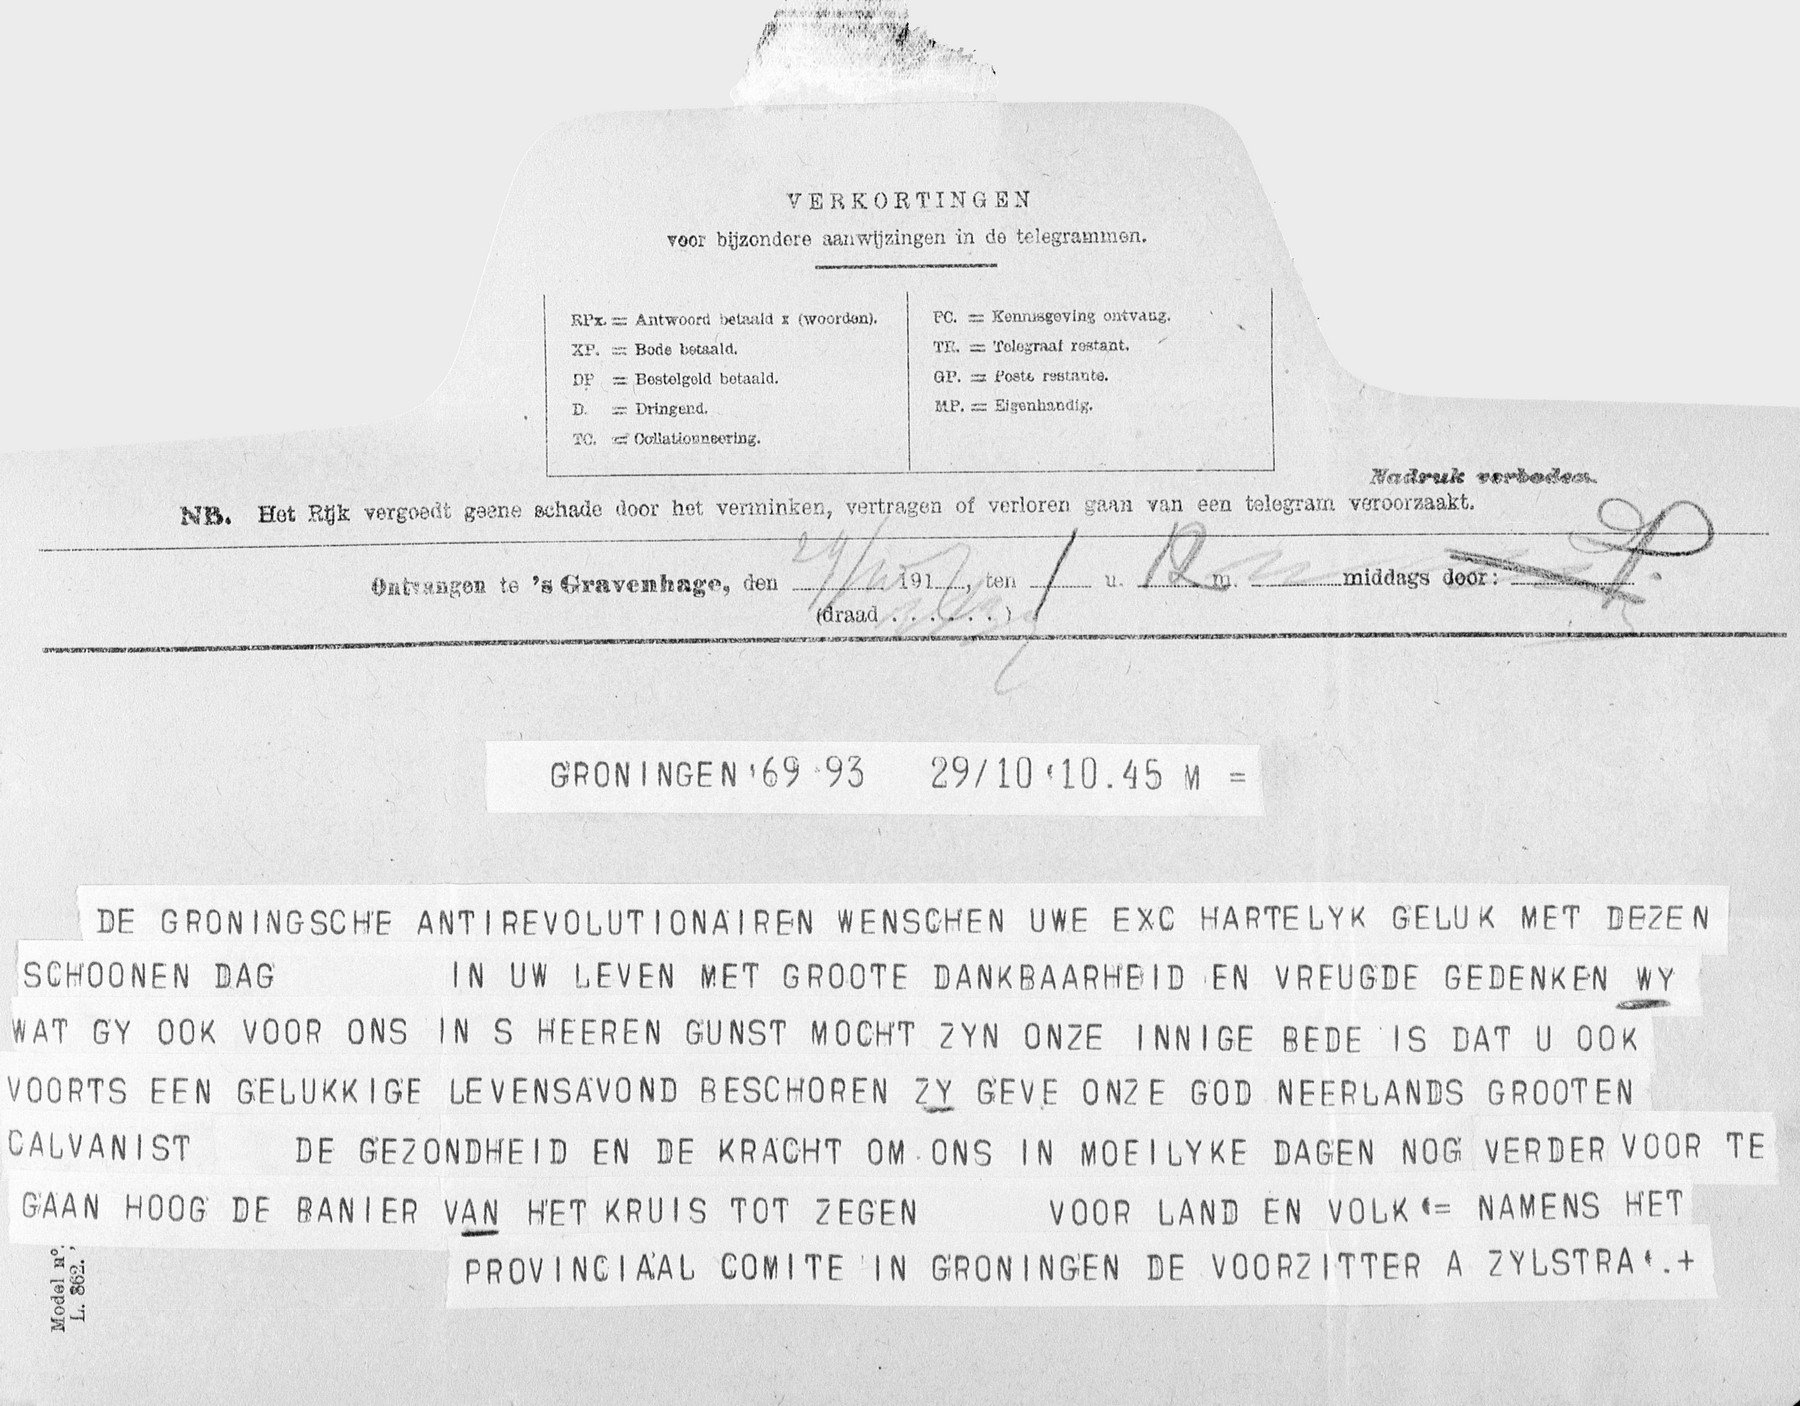 VERKORTINGEN
voor bijzondere aanwijzingen in de telegrammen.
RPx. = Antwoord betaald x (woorden).
XP. = Bode betaald.
DP = Bestelgeld betaald.
D. = Dringend.
TC. = Collationneering.
PC. = Kennisgeving ontvang.
TR. = Telegraaf restant.
GP. = Poste restante.
MP. = Eigenhandig.
Nadruk verboden.
NB. Het Rijk vergoedt geene schade door het verminken, vertragen of verloren gaan van een telegram veroorzaakt.
Ontvangen te 's Gravenhage, den 29/10 191 , ten 1 u. 12 m. middags door:
(draad . . . . . . )
GRONINGEN '69 93 29/10 '10.45 M =
DE GRONINGSCHE ANTIREVOLUTIONAIREN WENSCHEN UWE EXC HARTELYK GELUK MET DEZEN
SCHOONEN DAG IN UW LEVEN MET GROOTE DANKBAARHEID EN VREUGDE GEDENKEN WY
WAT GY OOK VOOR ONS IN S HEEREN GUNST MOCHT ZYN ONZE INNIGE BEDE IS DAT U OOK
VOORTS EEN GELUKKIGE LEVENSAVOND BESCHOREN ZY GEVE ONZE GOD NEERLANDS GROOTEN
CALVANIST DE GEZONDHEID EN DE KRACHT OM ONS IN MOEILYKE DAGEN NOG VERDER VOOR TE
GAAN HOOG DE BANIER VAN HET KRUIS TOT ZEGEN VOOR LAND EN VOLK '= NAMENS HET
PROVINCIAAL COMITE IN GRONINGEN DE VOORZITTER A ZYLSTRA '.+
Model nº.
L. 862.